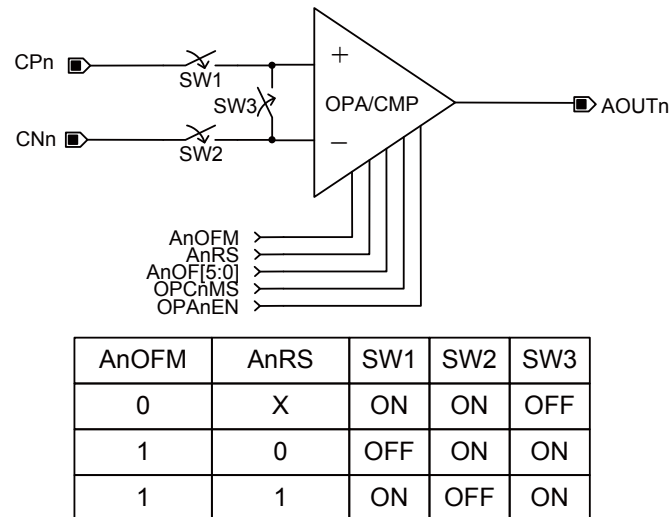 CPn
SW1
+
SW3
OPA/CMP
AOUTn
CNn
SW2
−
AnOFM
AnRS
AnOF[5:0]
OPCnMS
OPAnEN
AnOFM AnRS SW1 SW2 SW3
0 X ON ON OFF
1 0 OFF ON ON
1 1 ON OFF ON